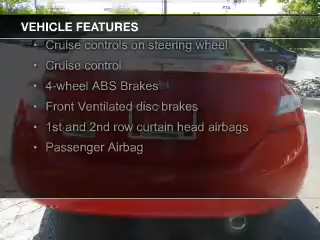 VEHICLE FEATURES
• Cruise controls on steering wheel
• Cruise control
• 4-wheel ABS Brakes
• Front Ventilated disc brakes
• 1st and 2nd row curtain head airbags
• Passenger Airbag